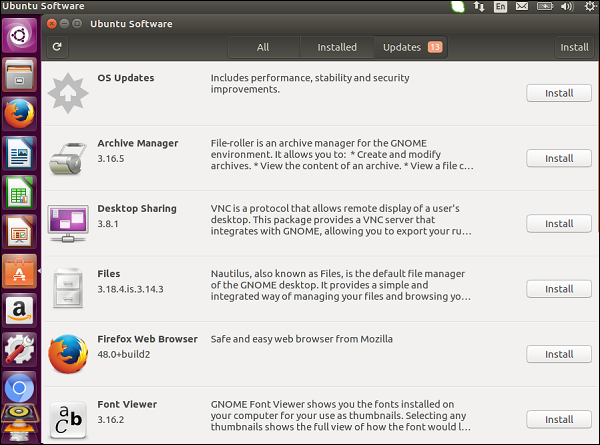 Ubuntu Software
En
Ubuntu Software
All Installed Updates 13 Install
OS Updates
Includes performance, stability and security
improvements.
Install
Archive Manager
3.16.5
File-roller is an archive manager for the GNOME
environment. It allows you to: * Create and modify
archives. * View the content of an archive. * View a file c...
Install
Desktop Sharing
3.8.1
VNC is a protocol that allows remote display of a user's
desktop. This package provides a VNC server that
integrates with GNOME, allowing you to export your ru...
Install
Files
3.18.4.is.3.14.3
Nautilus, also known as Files, is the default file manager
of the GNOME desktop. It provides a simple and
integrated way of managing your files and browsing yo...
Install
Firefox Web Browser
48.0+build2
Safe and easy web browser from Mozilla
Install
Font Viewer
3.16.2
GNOME Font Viewer shows you the fonts installed on
your computer for your use as thumbnails. Selecting any
thumbnails shows the full view of how the font would l...
Install